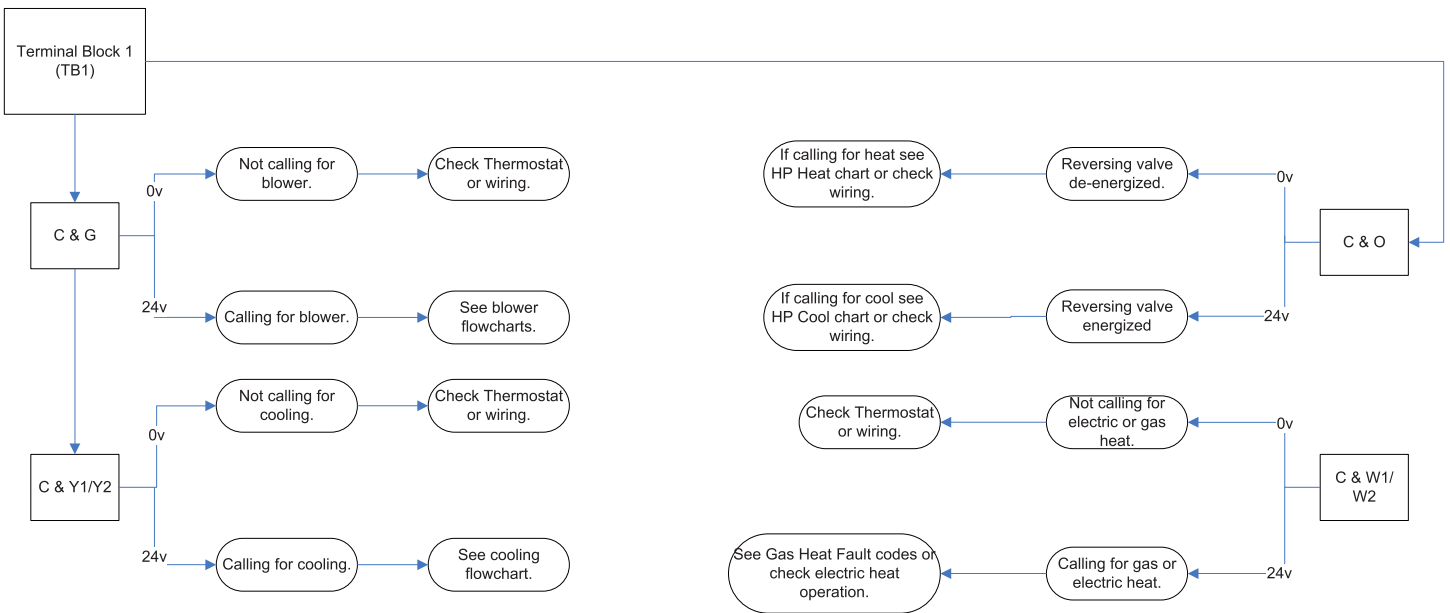 Terminal Block 1
(TB1)
C & G
0v
Not calling for
blower.
Check Thermostat
or wiring.
24v
Calling for blower.
See blower
flowcharts.
C & Y1/Y2
0v
Not calling for
cooling.
Check Thermostat
or wiring.
24v
Calling for cooling.
See cooling
flowchart.
C & O
0v
Reversing valve
de-energized.
If calling for heat see
HP Heat chart or check
wiring.
24v
Reversing valve
energized
If calling for cool see
HP Cool chart or check
wiring.
C & W1/
W2
0v
Not calling for
electric or gas
heat.
Check Thermostat
or wiring.
24v
Calling for gas or
electric heat.
See Gas Heat Fault codes or
check electric heat
operation.